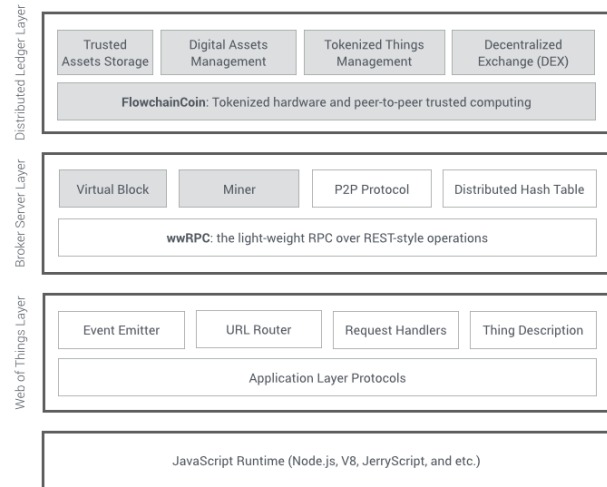 Distributed Ledger Layer
Trusted
Assets Storage
Digital Assets
Management
Tokenized Things
Management
Decentralized
Exchange (DEX)
FlowchainCoin: Tokenized hardware and peer-to-peer trusted computing
Broker Server Layer
Virtual Block
Miner
P2P Protocol
Distributed Hash Table
wwRPC: the light-weight RPC over REST-style operations
Web of Things Layer
Event Emitter
URL Router
Request Handlers
Thing Description
Application Layer Protocols
JavaScript Runtime (Node.js, V8, JerryScript, and etc.)